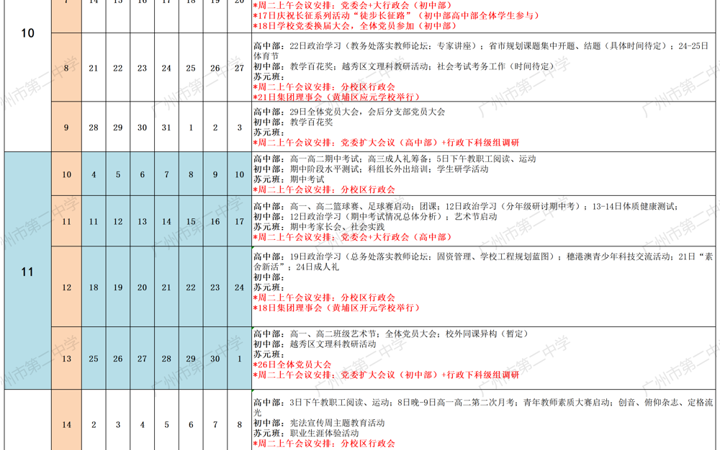 *周二上午会议安排：党委会+大行政会（初中部）
*17日庆祝长征系列活动“徒步长征路”（初中部高中部全体学生参与）
*18日学校党委换届大会，全体党员参加（初中部）
10
8 21 22 23 24 25 26 27
高中部：22日政治学习（教务处落实教师论坛：专家讲座）；省市规划课题集中开题、结题（具体时间待定）；24-25日
体育节
初中部：教学百花奖；越秀区文理科教研活动；社会考试考务工作（时间待定）
苏元班：
*周二上午会议安排：分校区行政会
*21日集团理事会（黄埔区应元学校举行）
9 28 29 30 31 1 2 3
高中部：29日全体党员大会，会后分支部党员大会
初中部：教学百花奖
苏元班：
*周二上午会议安排：党委扩大会议（高中部）+行政下科级组调研
11
10 4 5 6 7 8 9 10
高中部：高一高二期中考试；高三成人礼筹备；5日下午教职工阅读、运动
初中部：期中阶段水平测试；科组长外出培训；学生研学活动
苏元班：期中考试
*周二上午会议安排：分校区行政会
11 11 12 13 14 15 16 17
高中部：高一、高二篮球赛、足球赛启动；团课；12日政治学习（分年级研讨期中考）；13-14日体质健康测试；
初中部：12日政治学习（期中考试情况总体分析）；艺术节启动
苏元班：期中考家长会、社会实践
*周二上午会议安排：党委会+大行政会（高中部）
12 18 19 20 21 22 23 24
高中部：19日政治学习（总务处落实教师论坛：固资管理、学校工程规划蓝图）；穗港澳青少年科技交流活动；21日“素
舍新活”；24日成人礼
初中部：
苏元班：
*周二上午会议安排：分校区行政会
*18日集团理事会（黄埔区开元学校举行）
13 25 26 27 28 29 30 1
高中部：高一、高二班级艺术节；全体党员大会；校外同课异构（暂定）
初中部：越秀区文理科教研活动
苏元班：
*26日全体党员大会
*周二上午会议安排：党委扩大会议（初中部）+行政下科级组调研
14 2 3 4 5 6 7 8
高中部：3日下午教职工阅读、运动；8日晚-9日高一高二第二次月考；青年教师素质大赛启动；创音、俯仰杂志、定格流
光
初中部：宪法宣传周主题教育活动
苏元班：职业生涯体验活动
*周二上午会议安排：分校区行政会
广州市第二中学